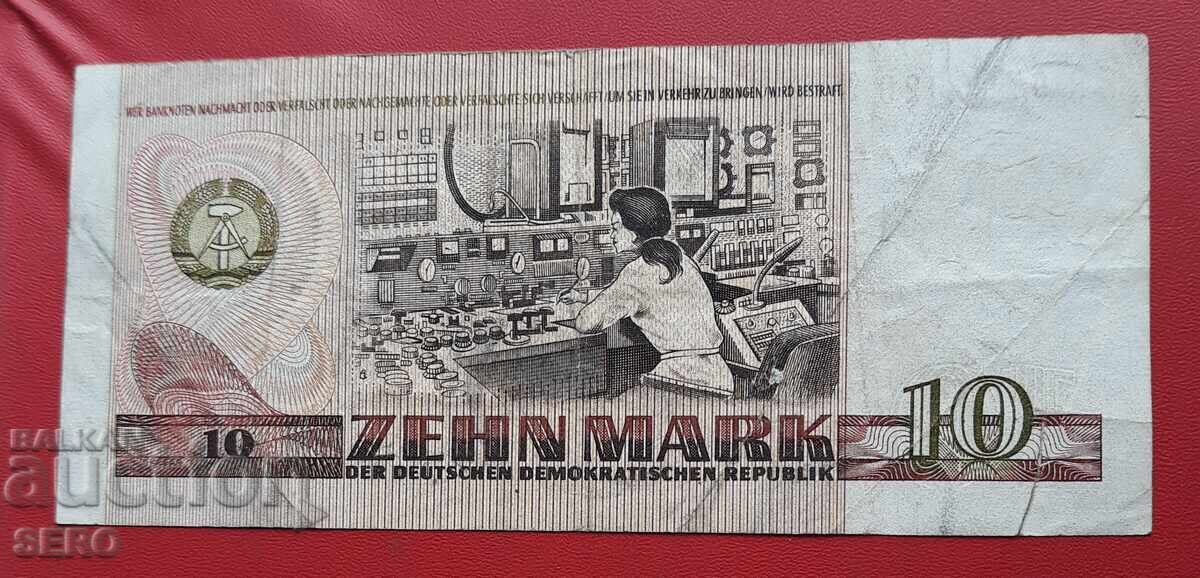 WER BANKNOTEN NACHMACHT ODER VERFÄLSCHT ODER NACHGEMACHTE ODER VERFÄLSCHTE SICH VERSCHAFFT / UM SIE IN VERKEHR ZU BRINGEN / WIRD BESTRAFT
10 ZEHN MARK 10
DER DEUTSCHEN DEMOKRATISCHEN REPUBLIK
BALKAN
auction
SERO